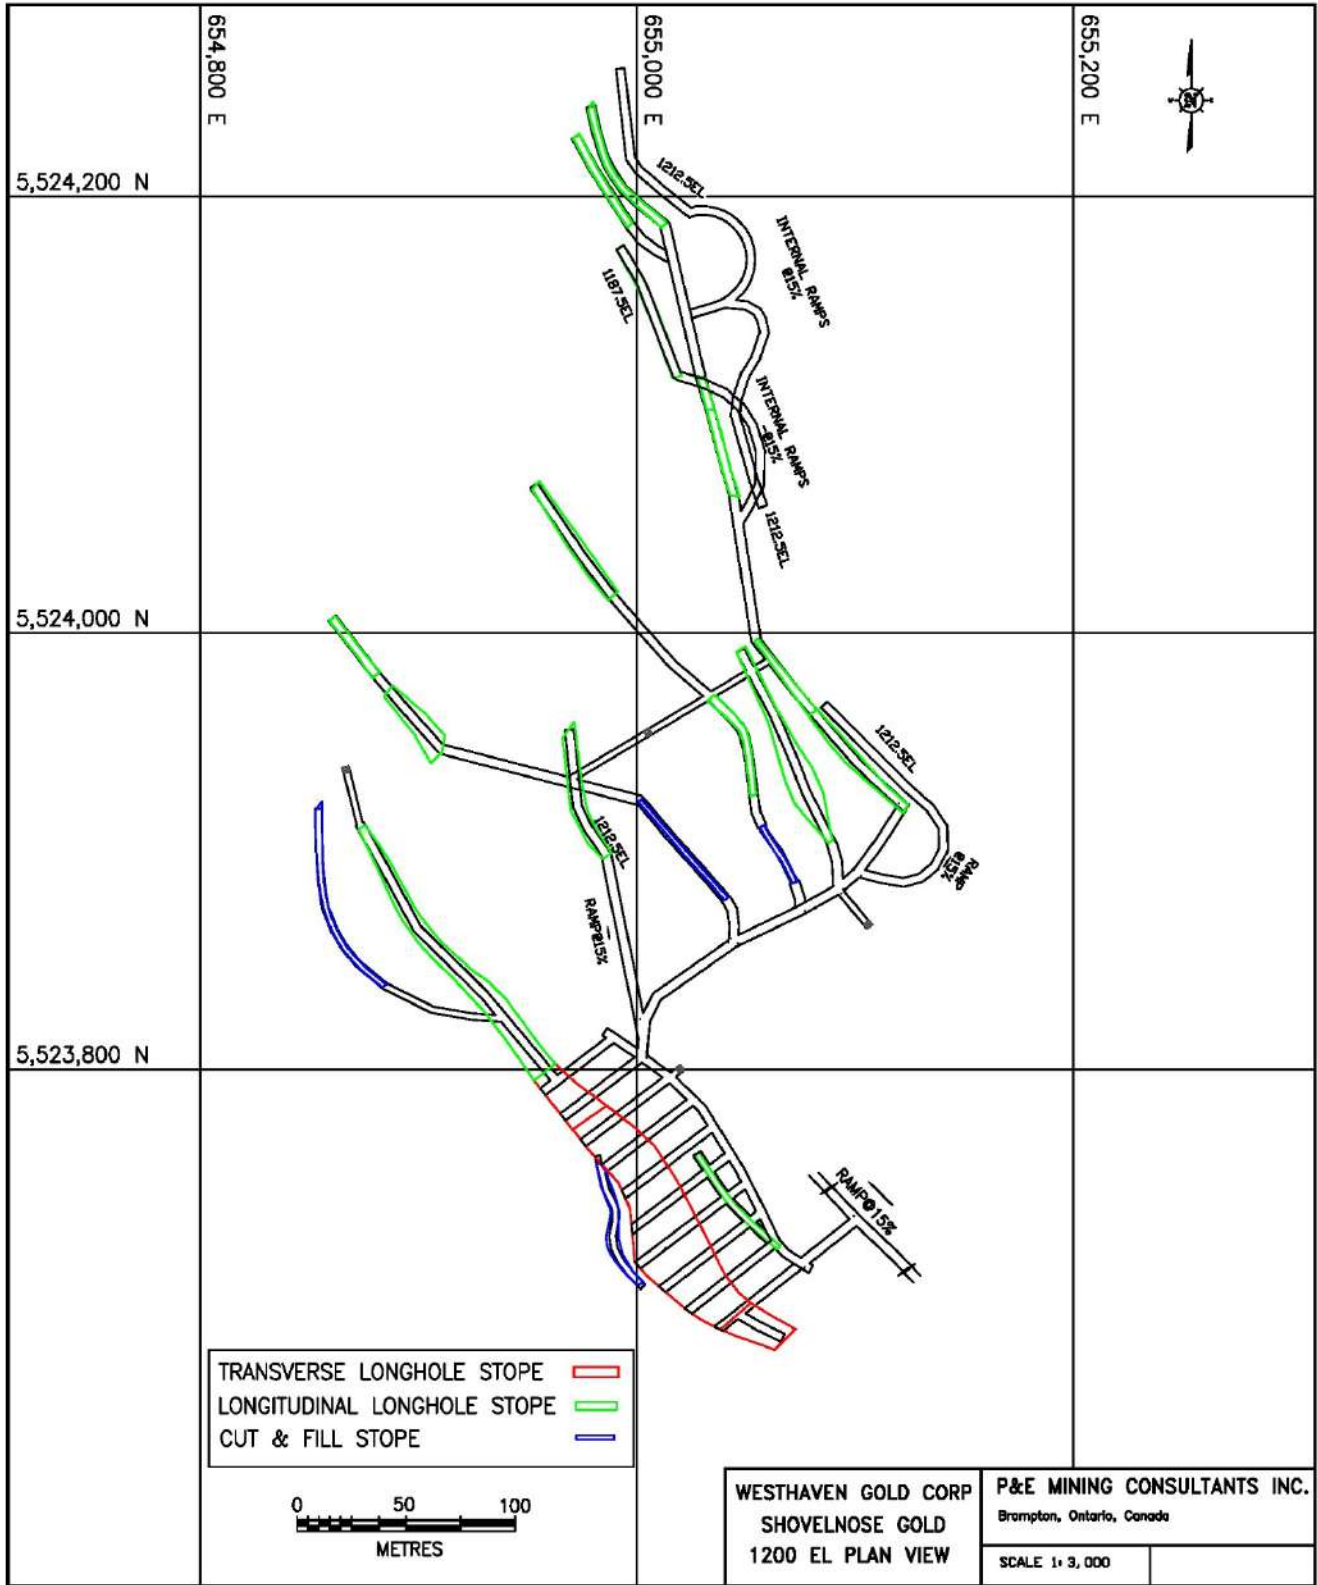 654,800 E
655,000 E
655,200 E
5,524,200 N
1212.5EL
INTERNAL RAMPS
@15%
1187.5EL
INTERNAL RAMPS
-@15%
1212.5EL
5,524,000 N
1212.5EL
1212.5EL
RAMP
@15%
RAMP@15%
5,523,800 N
RAMP@15%
TRANSVERSE LONGHOLE STOPE
LONGITUDINAL LONGHOLE STOPE
CUT & FILL STOPE
0 50 100
METRES
WESTHAVEN GOLD CORP
SHOVELNOSE GOLD
1200 EL PLAN VIEW
P&E MINING CONSULTANTS INC.
Brampton, Ontario, Canada
SCALE 1: 3, 000